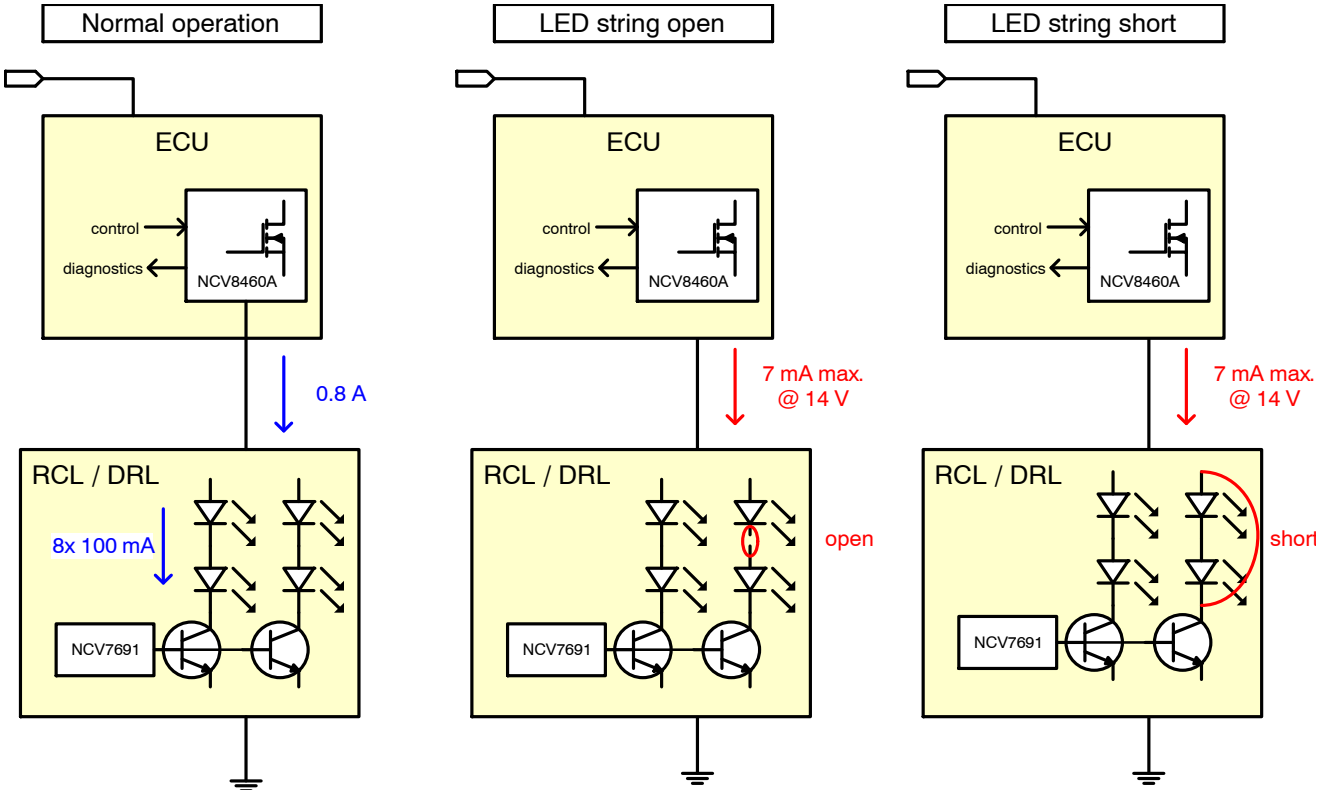 Normal operation
ECU
control
diagnostics
NCV8460A
0.8 A
RCL / DRL
8x 100 mA
NCV7691
LED string open
ECU
control
diagnostics
NCV8460A
7 mA max.
@ 14 V
RCL / DRL
open
NCV7691
LED string short
ECU
control
diagnostics
NCV8460A
7 mA max.
@ 14 V
RCL / DRL
short
NCV7691